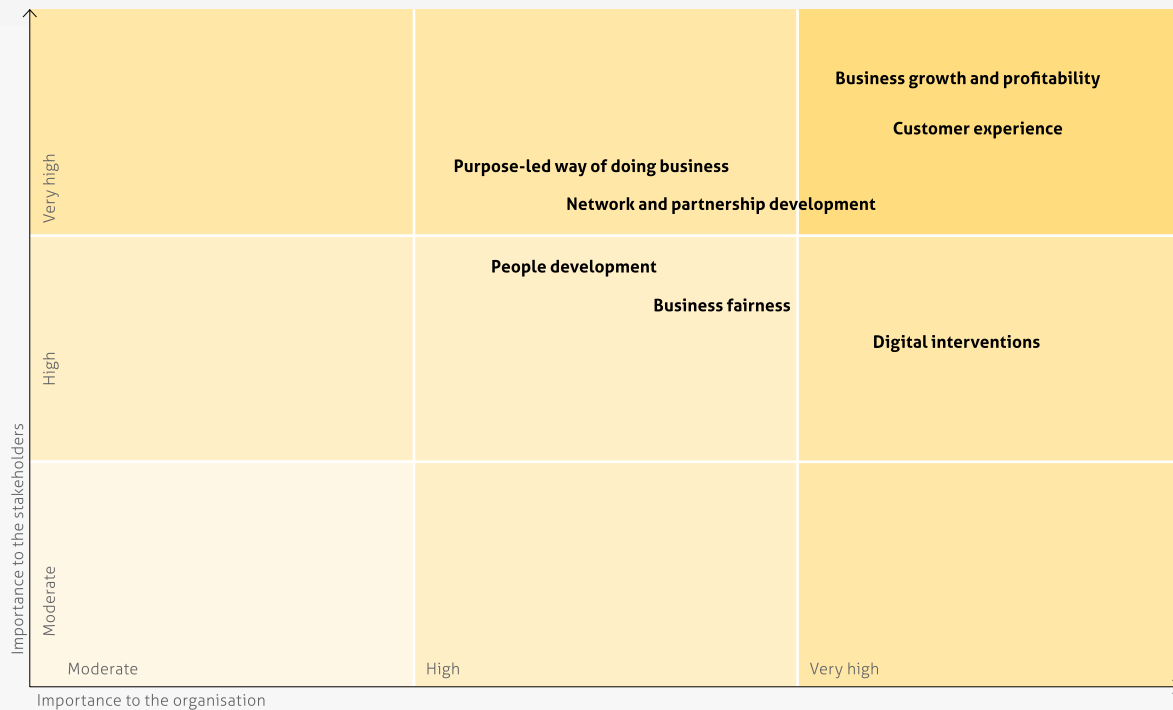 Business growth and profitability
Customer experience
Purpose-led way of doing business
Network and partnership development
People development
Business fairness
Digital interventions
Importance to the stakeholders
Very high
High
Moderate
Moderate
High
Very high
Importance to the organisation